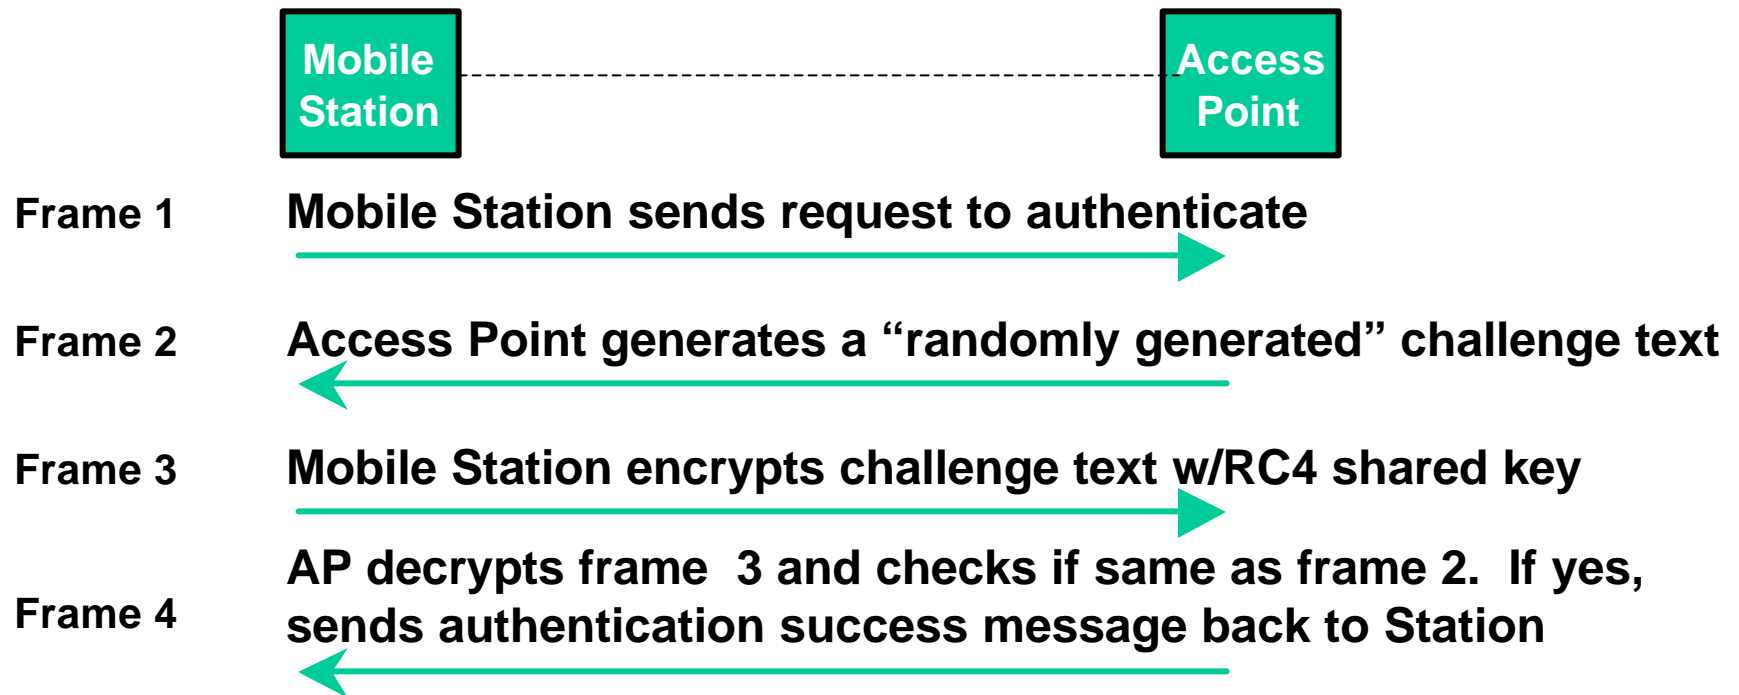 Mobile
Station
Access
Point
Frame 1
Mobile Station sends request to authenticate
Frame 2
Access Point generates a “randomly generated” challenge text
Frame 3
Mobile Station encrypts challenge text w/RC4 shared key
Frame 4
AP decrypts frame  3 and checks if same as frame 2.  If yes,
sends authentication success message back to Station